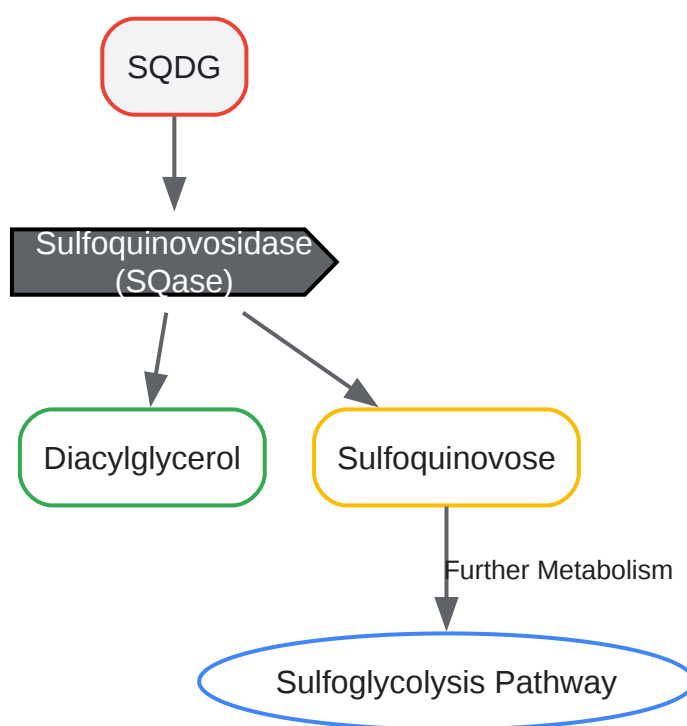 SQDG
Sulfoquinovosidase
(SQase)
Diacylglycerol
Sulfoquinovose
Further Metabolism
Sulfoglycolysis Pathway